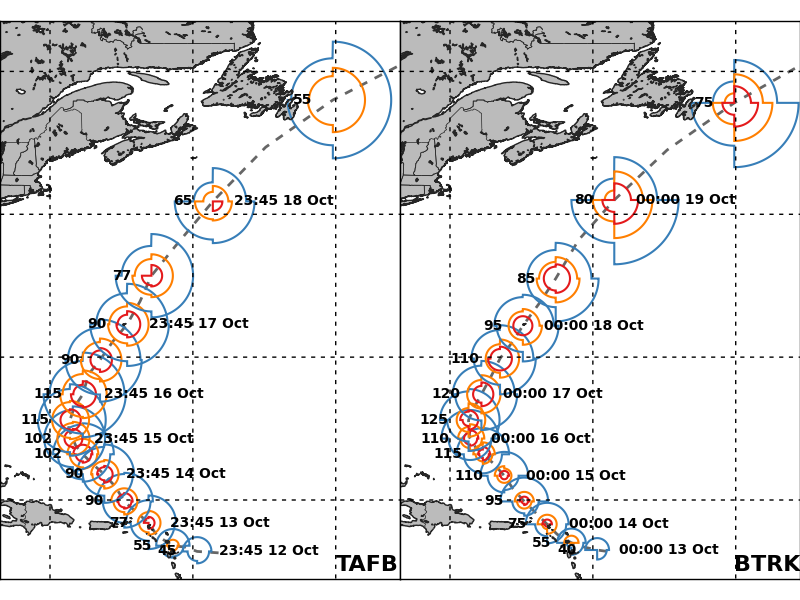 55
65 23:45 18 Oct
77
90 23:45 17 Oct
90
115 23:45 16 Oct
115
102 23:45 15 Oct
102
90 23:45 14 Oct
90
77 23:45 13 Oct
55
45 23:45 12 Oct
TAFB
75
80 00:00 19 Oct
85
95 00:00 18 Oct
110
120 00:00 17 Oct
125
110 00:00 16 Oct
115
110 00:00 15 Oct
95
75 00:00 14 Oct
55
40 00:00 13 Oct
BTRK